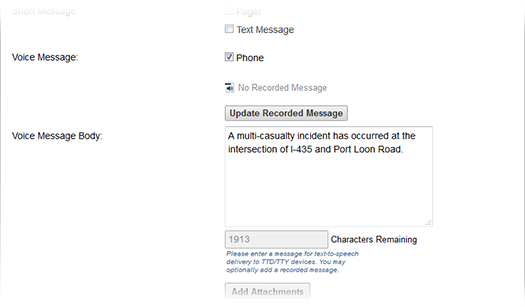 Short Message:
Pager
Text Message
Voice Message:
Phone
No Recorded Message
Update Recorded Message
Voice Message Body:
A multi-casualty incident has occurred at the
intersection of I-435 and Port Loon Road.
1913 Characters Remaining
Please enter a message for text-to-speech
delivery to TTD/TTY devices. You may
optionally add a recorded message.
Add Attachments